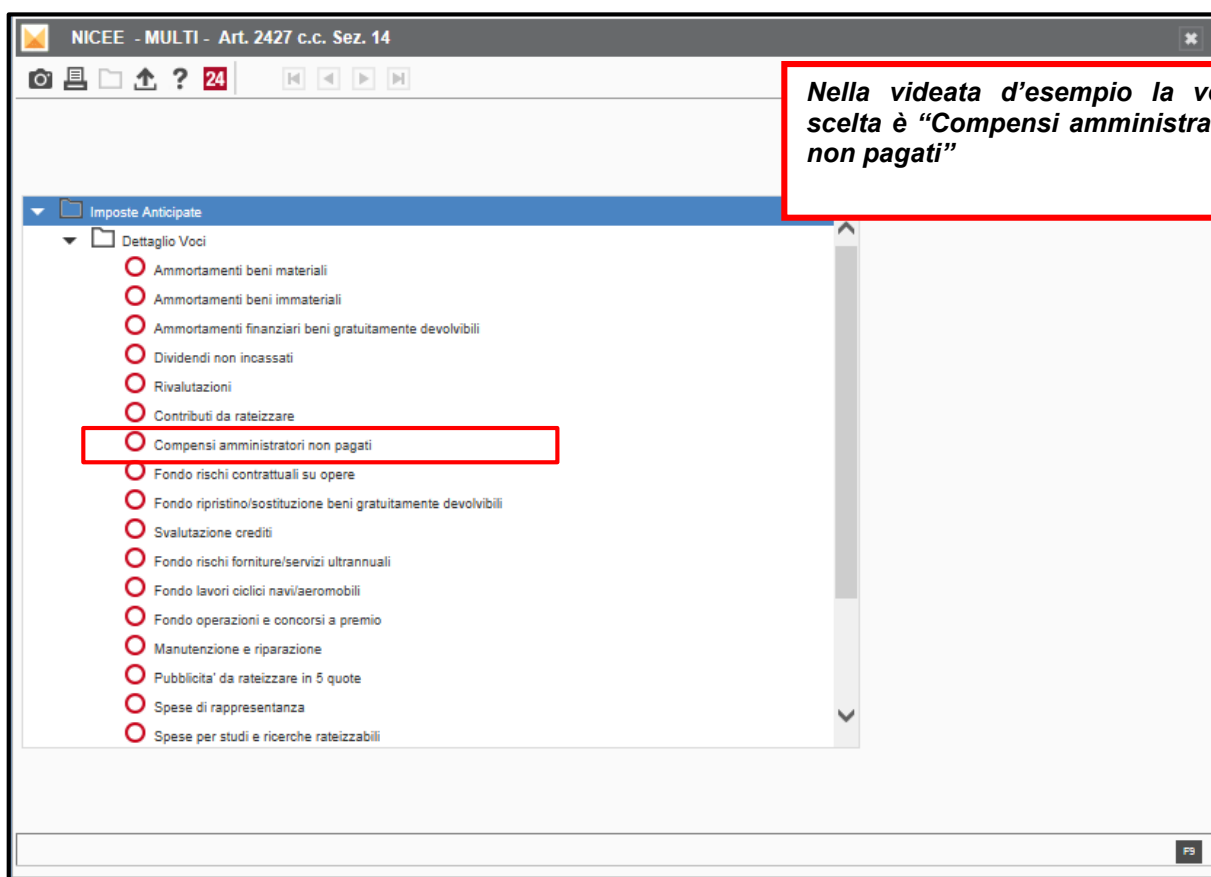 NICEE - MULTI - Art. 2427 c.c. Sez. 14
? 24
Nella videata d'esempio la
scelta è “Compensi
non pagati”
Imposte Anticipate
Dettaglio Voci
Ammortamenti beni materiali
Ammortamenti beni immateriali
Ammortamenti finanziari beni gratuitamente devolvibili
Dividendi non incassati
Rivalutazioni
Contributi da rateizzare
Compensi amministratori non pagati
Fondo rischi contrattuali su opere
Fondo ripristino/sostituzione beni gratuitamente devolvibili
Svalutazione crediti
Fondo rischi forniture/servizi ultrannuali
Fondo lavori ciclici navi/aeromobili
Fondo operazioni e concorsi a premio
Manutenzione e riparazione
Pubblicita' da rateizzare in 5 quote
Spese di rappresentanza
Spese per studi e ricerche rateizzabili
F9